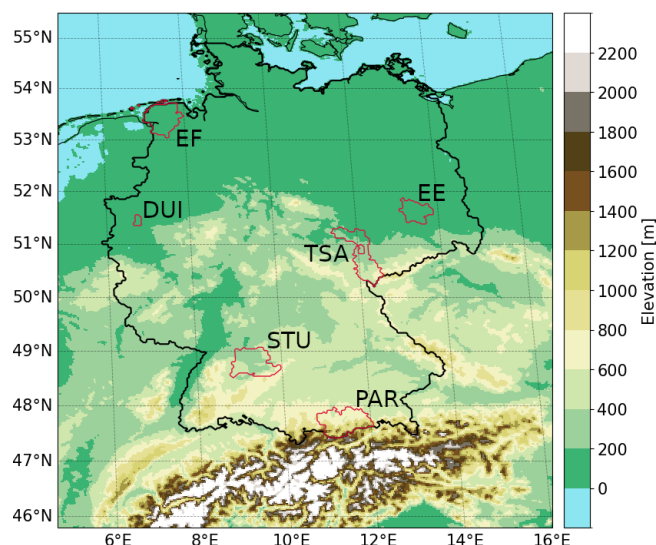 55°N
54°N
53°N
52°N
51°N
50°N
49°N
48°N
47°N
46°N
EF
DUI
EE
TSA
STU
PAR
6°E
8°E
10°E
12°E
14°E
16°E
2200
2000
1800
1600
1400
1200
1000
800
600
400
200
0
Elevation [m]